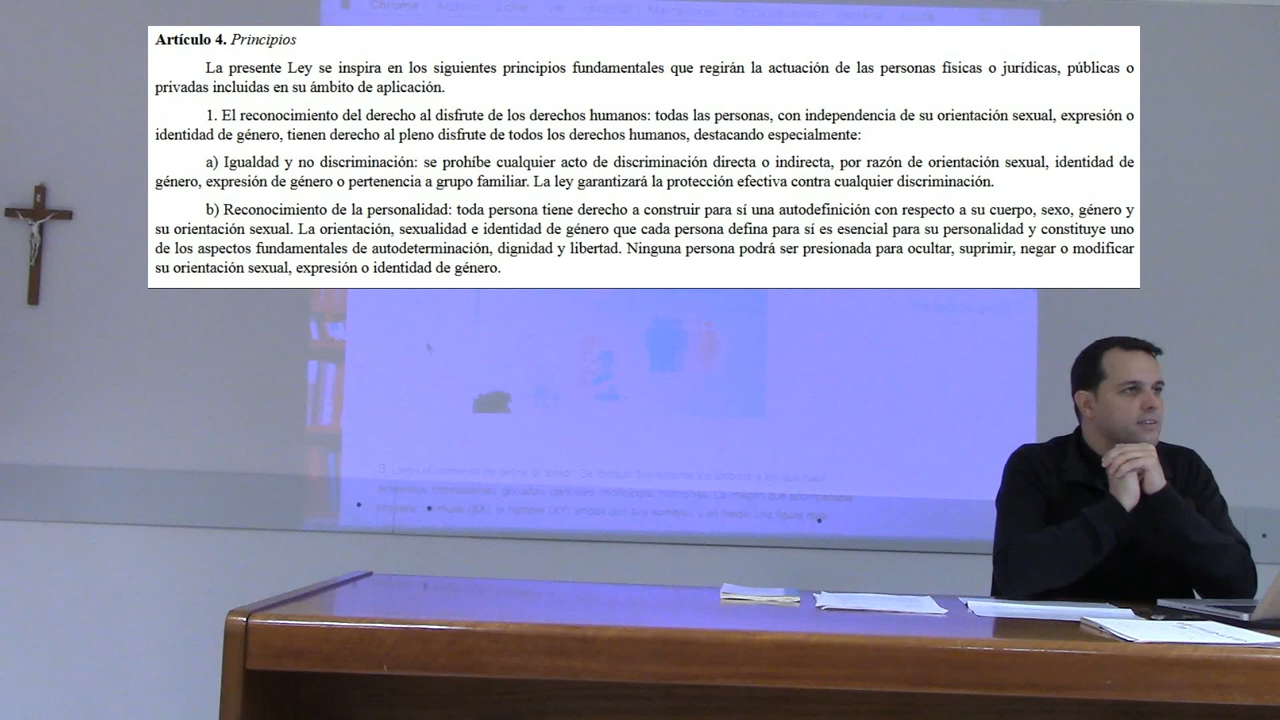 Chrome Archivo Editar Ver Historial Marcadores
Artículo 4. Principios
La presente Ley se inspira en los siguientes principios fundamentales que regirán la actuación de las personas físicas o jurídicas, públicas o
privadas incluidas en su ámbito de aplicación.
1. El reconocimiento del derecho al disfrute de los derechos humanos: todas las personas, con independencia de su orientación sexual, expresión o
identidad de género, tienen derecho al pleno disfrute de todos los derechos humanos, destacando especialmente:
a) Igualdad y no discriminación: se prohíbe cualquier acto de discriminación directa o indirecta, por razón de orientación sexual, identidad de
género, expresión de género o pertenencia a grupo familiar. La ley garantizará la protección efectiva contra cualquier discriminación.
b) Reconocimiento de la personalidad: toda persona tiene derecho a construir para sí una autodefinición con respecto a su cuerpo, sexo, género y
su orientación sexual. La orientación, sexualidad e identidad de género que cada persona defina para sí es esencial para su personalidad y constituye uno
de los aspectos fundamentales de autodeterminación, dignidad y libertad. Ninguna persona podrá ser presionada para ocultar, suprimir, negar o modificar
su orientación sexual, expresión o identidad de género.